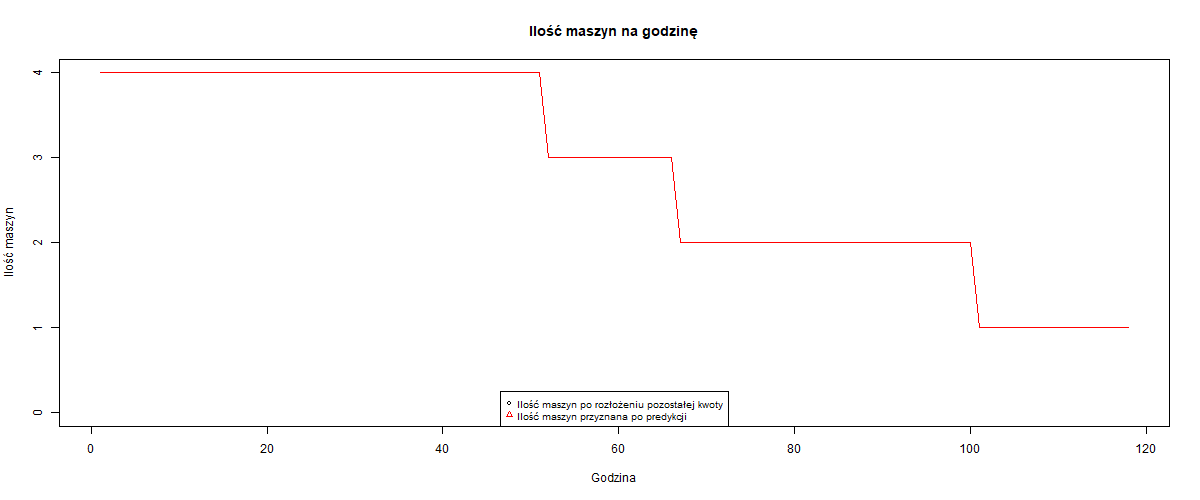 Ilość maszyn na godzinę
Ilość maszyn
4
3
2
1
0
Ilość maszyn po rozłożeniu pozostałej kwoty
Ilość maszyn przyznana po predykcji
0 20 40 60 80 100 120
Godzina